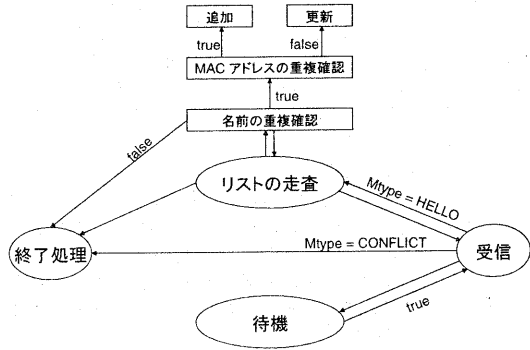 追加
更新
true
false
MAC アドレスの重複確認
true
名前の重複確認
false
リストの走査
Mtype = HELLO
終了処理
Mtype = CONFLICT
受信
待機
true